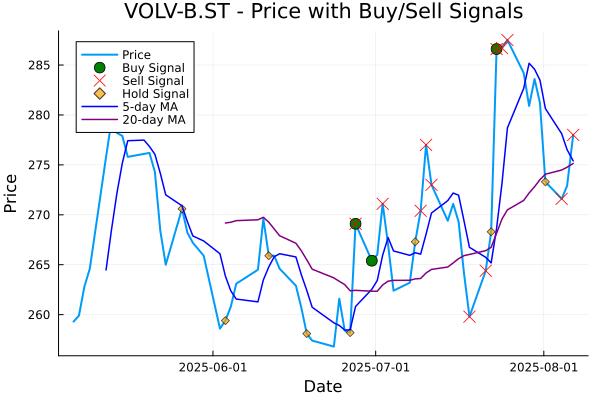 VOLV-B.ST - Price with Buy/Sell Signals
Price
Buy Signal
Sell Signal
Hold Signal
5-day MA
20-day MA
285
280
275
270
265
260
Price
2025-06-01
2025-07-01
2025-08-01
Date